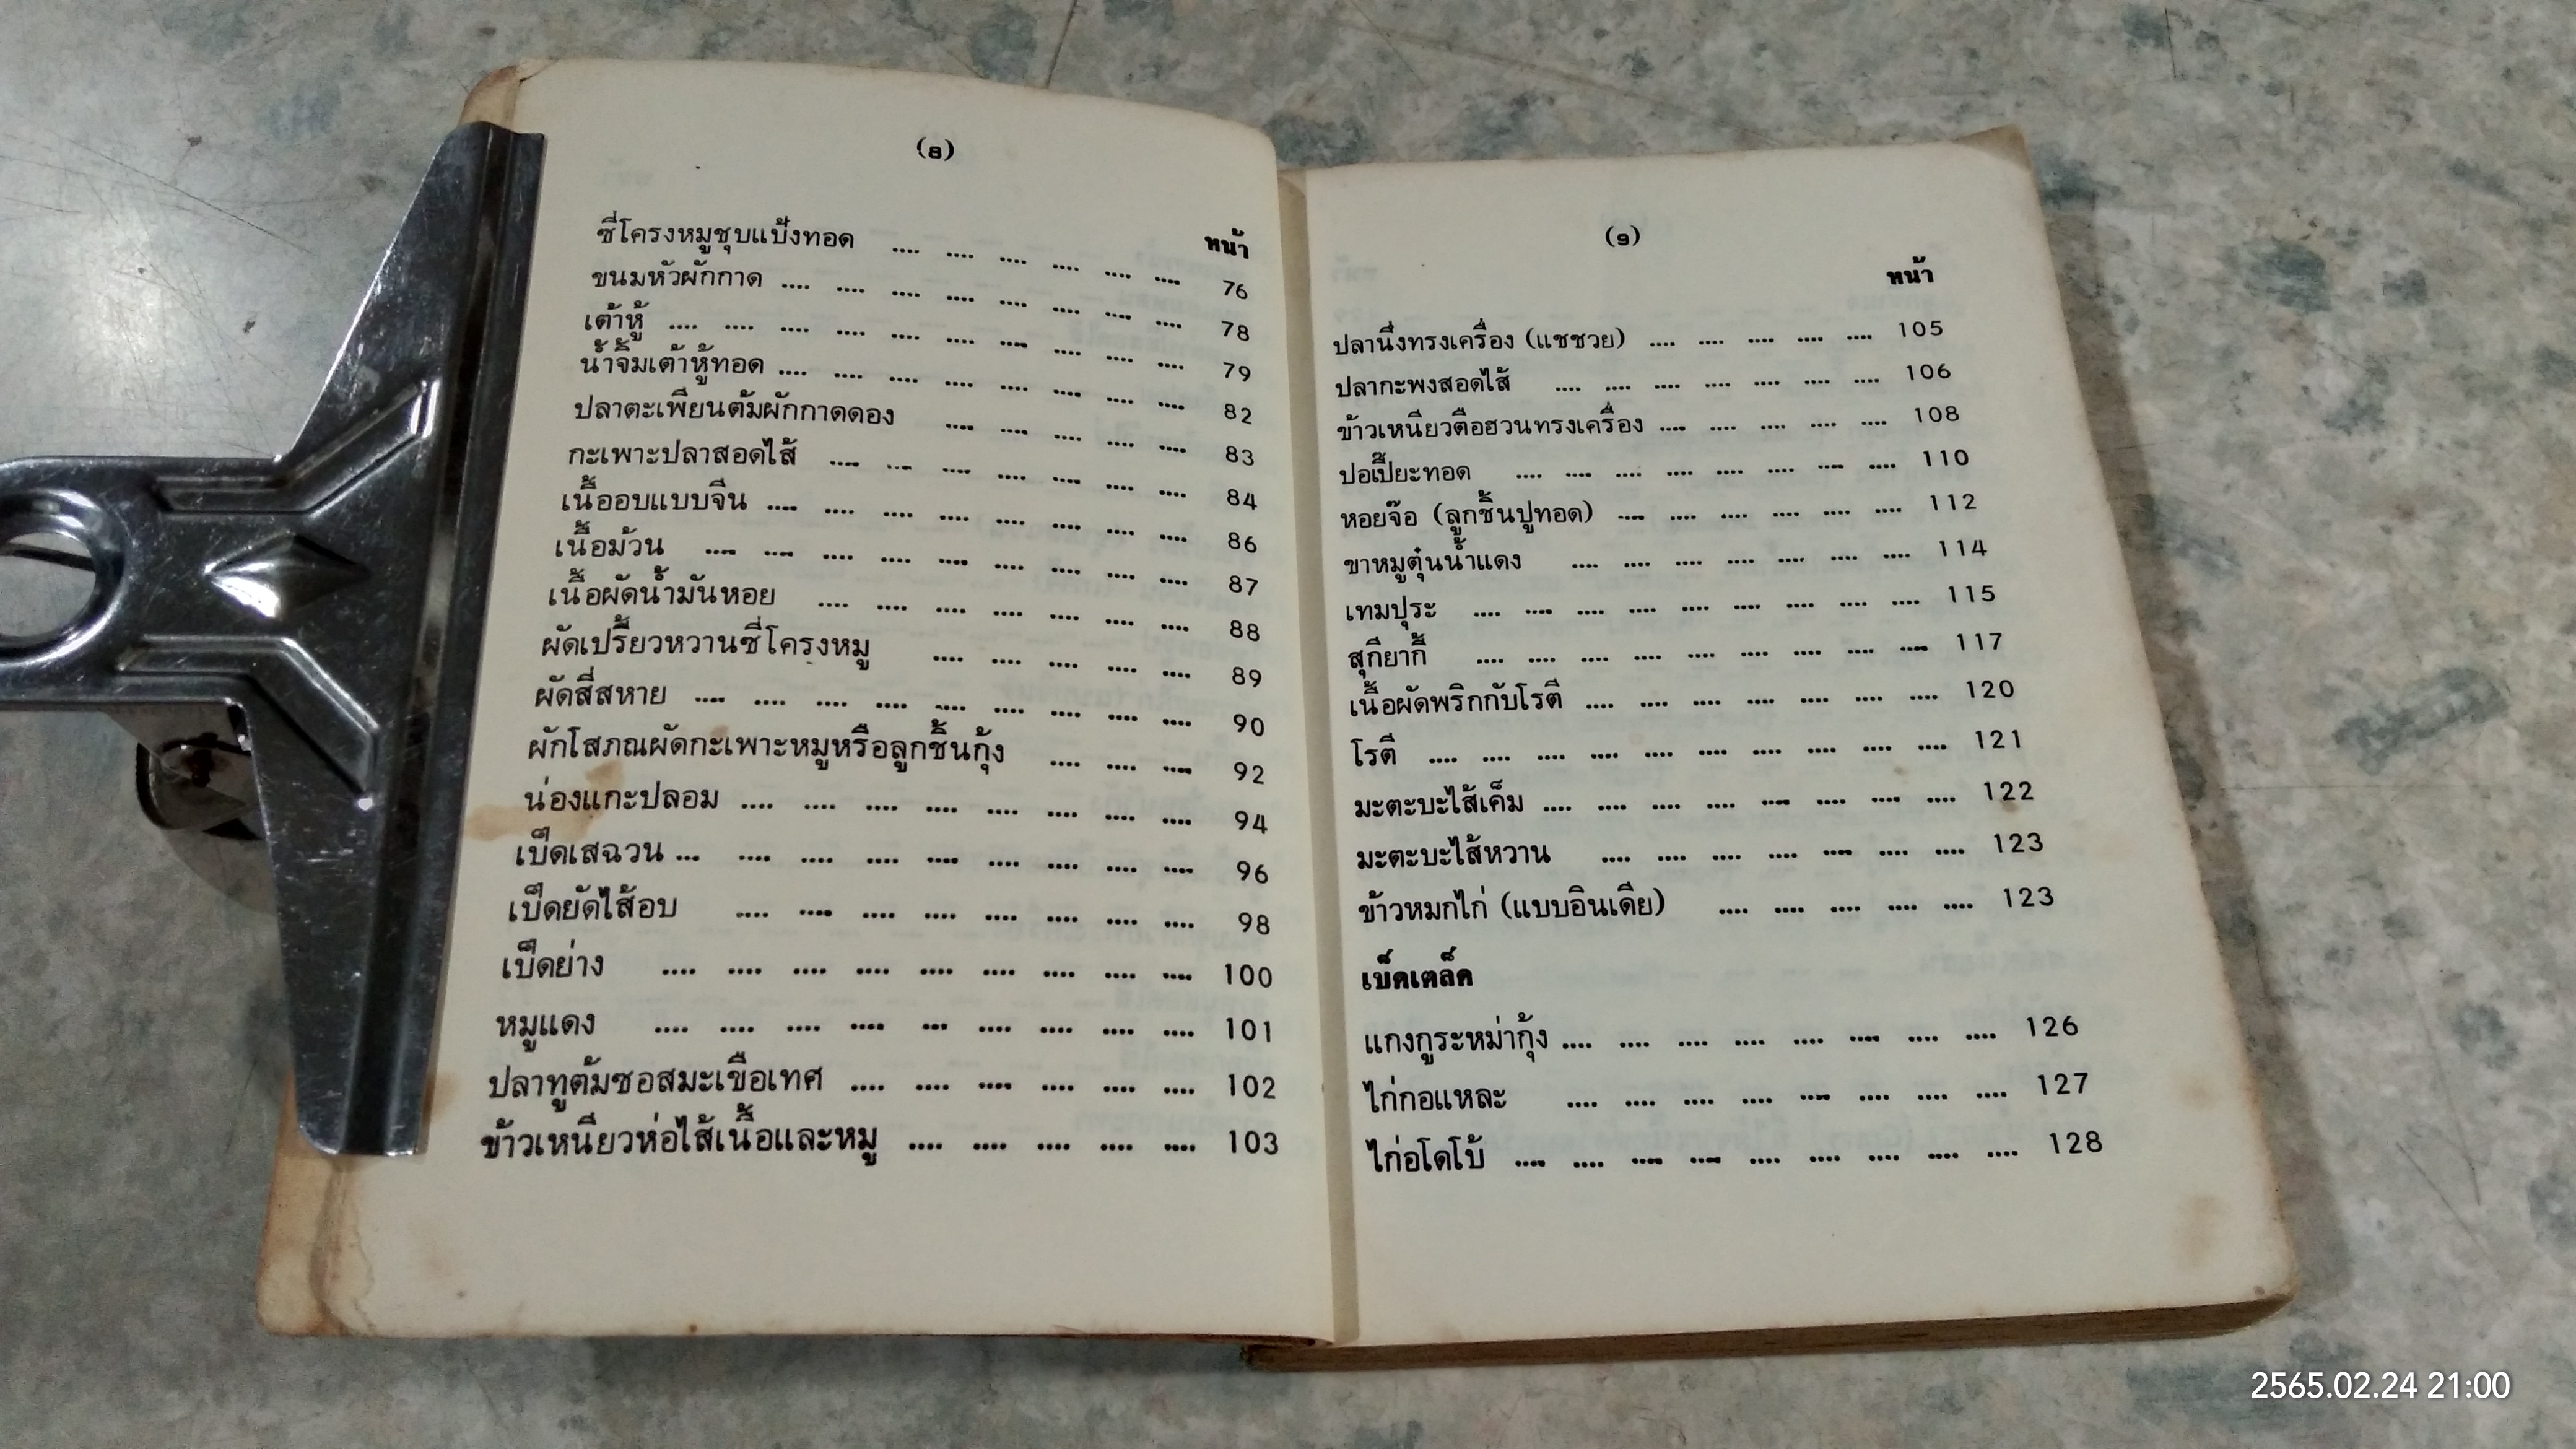 (8)
หน้า
ซี่โครงหมูชุบแป้งทอด .... .... .... .... .... .... 76
ขนมหัวผักกาด .... .... .... .... .... .... .... .... 78
เต้าหู้ .... .... .... .... .... .... .... .... .... .... 79
น้ำจิ้มเต้าหู้ทอด .... .... .... .... .... .... .... .... 82
ปลาตะเพียนต้มผักกาดดอง .... .... .... .... .... 83
กะเพาะปลาสอดไส้ .... .... .... .... .... .... .... 84
เนื้ออบแบบจีน .... .... .... .... .... .... .... .... 86
เนื้อม้วน .... .... .... .... .... .... .... .... .... 87
เนื้อผัดน้ำมันหอย .... .... .... .... .... .... .... 88
ผัดเปรี้ยวหวานซี่โครงหมู .... .... .... .... .... 89
ผัดสี่สหาย .... .... .... .... .... .... .... .... .... 90
ผักโสภณผัดกะเพาะหมูหรือลูกชิ้นกุ้ง .... .... .... 92
น่องแกะปลอม .... .... .... .... .... .... .... .... 94
เป็ดเสฉวน ... .... .... .... .... .... .... .... .... 96
เป็ดยัดไส้อบ .... .... .... .... .... .... .... .... 98
เป็ดย่าง .... .... .... .... .... .... .... .... .... 100
หมูแดง .... .... .... .... ... .... .... .... .... 101
ปลาทูต้มซอสมะเขือเทศ .... .... .... .... .... .... 102
ข้าวเหนียวห่อไส้เนื้อและหมู .... .... .... .... .... 103
(9)
หน้า
ปลานึ่งทรงเครื่อง (แชชวย) .... .... .... .... .... 105
ปลากะพงสอดไส้ .... .... .... .... .... .... .... 106
ข้าวเหนียวตือฮวนทรงเครื่อง .... .... .... .... .... 108
ปอเปี๊ยะทอด .... .... .... .... .... .... .... .... 110
หอยจ๊อ (ลูกชิ้นปูทอด) .... .... .... .... .... .... 112
ขาหมูตุ๋นน้ำแดง .... .... .... .... .... .... .... 114
เทมปุระ .... .... .... .... .... .... .... .... .... 115
สุกียากี้ .... .... .... .... .... .... .... .... .... 117
เนื้อผัดพริกกับโรตี .... .... .... .... .... .... .... 120
โรตี .... .... .... .... .... .... .... .... .... .... 121
มะตะบะไส้เค็ม .... .... .... .... .... .... .... .... 122
มะตะบะไส้หวาน .... .... .... .... .... .... .... 123
ข้าวหมกไก่ (แบบอินเดีย) .... .... .... .... .... 123
เบ็ดเตล็ด
แกงกูระหม่ากุ้ง .... .... .... .... .... .... .... .... 126
ไก่กอแหละ .... .... .... .... .... .... .... .... 127
ไก่อโดโบ้ .... .... .... .... .... .... .... .... .... 128
2565.02.24 21:00